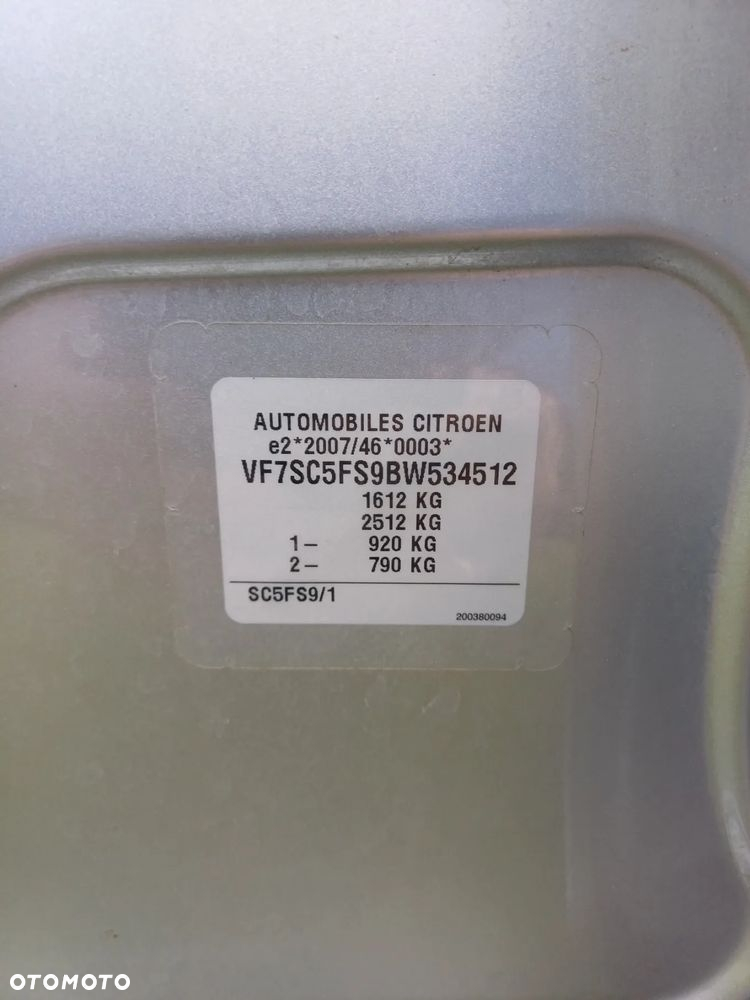 AUTOMOBILES CITROEN
e2*2007/46*0003*
VF7SC5FS9BW534512
1612 KG
2512 KG
1– 920 KG
2– 790 KG
SC5FS9/1
200380094
OTOMOTO